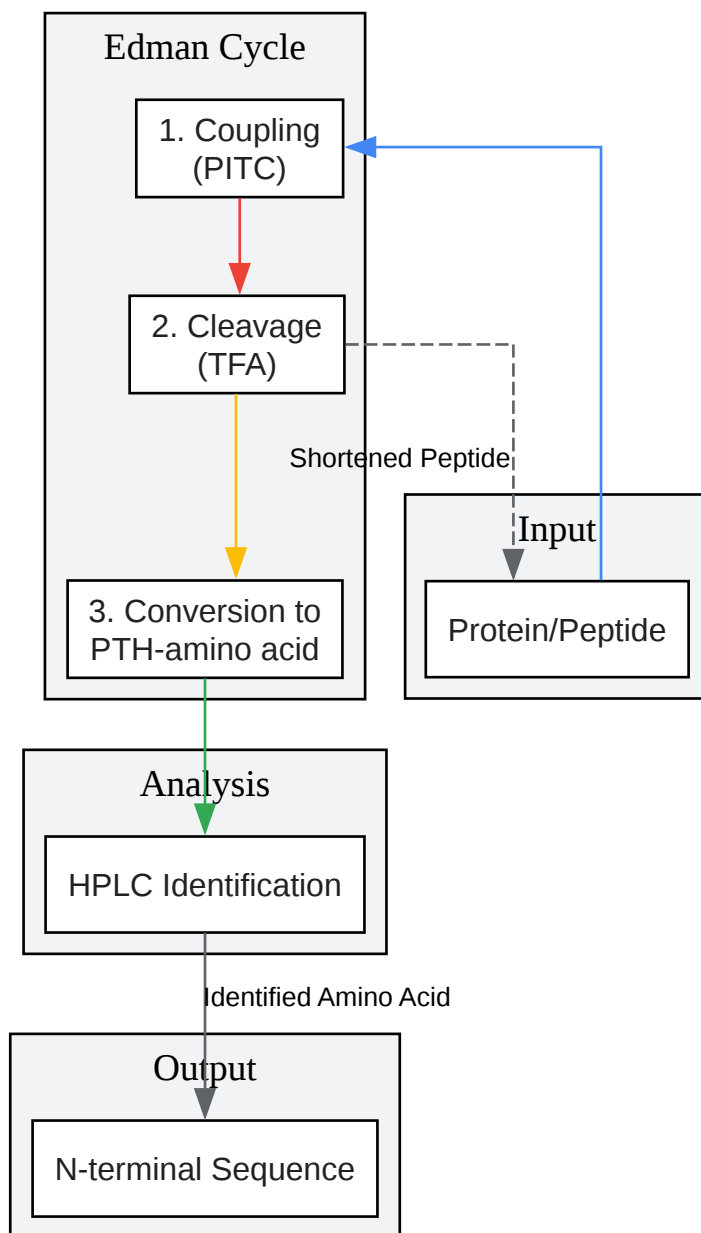 Edman Cycle
1. Coupling
(PITC)
2. Cleavage
(TFA)
Shortened Peptide
Input
Protein/Peptide
3. Conversion to
PTH-amino acid
Analysis
HPLC Identification
Identified Amino Acid
Output
N-terminal Sequence